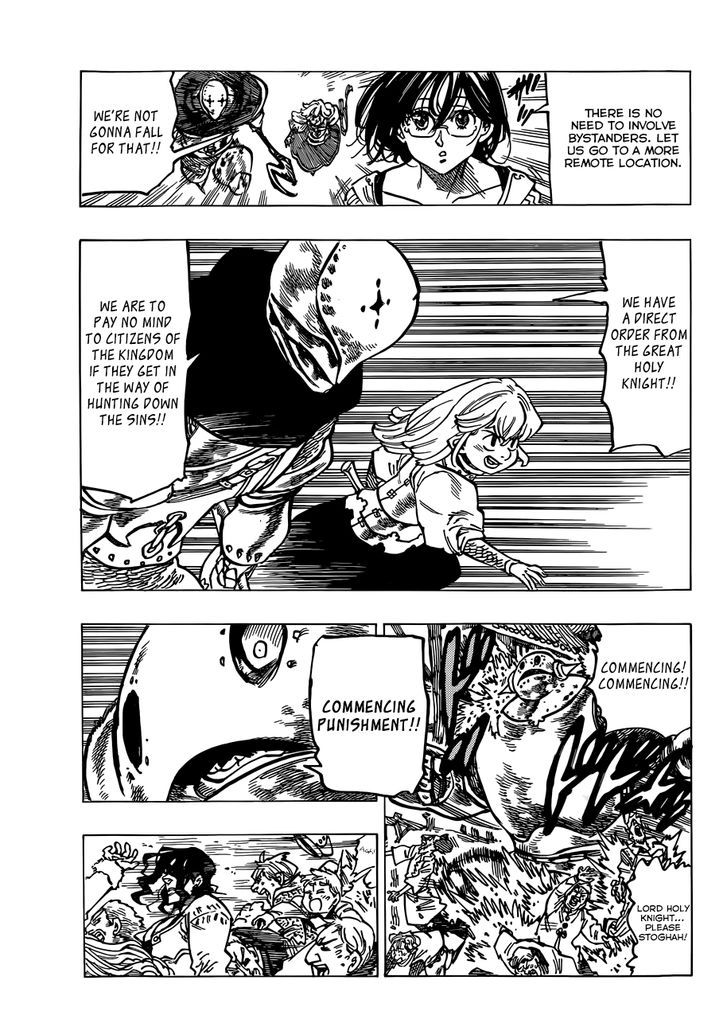 THERE IS NO
NEED TO INVOLVE
BYSTANDERS. LET
US GO TO A MORE
REMOTE LOCATION.
WE'RE NOT
GONNA FALL
FOR THAT!!
WE HAVE
A DIRECT
ORDER FROM
THE GREAT
HOLY
KNIGHT!!
WE ARE TO
PAY NO MIND
TO CITIZENS OF
THE KINGDOM
IF THEY GET IN
THE WAY OF
HUNTING DOWN
THE SINS!!
COMMENCING!
COMMENCING!!
LORD HOLY
KNIGHT...
PLEASE
STOGHAH!
COMMENCING
PUNISHMENT!!